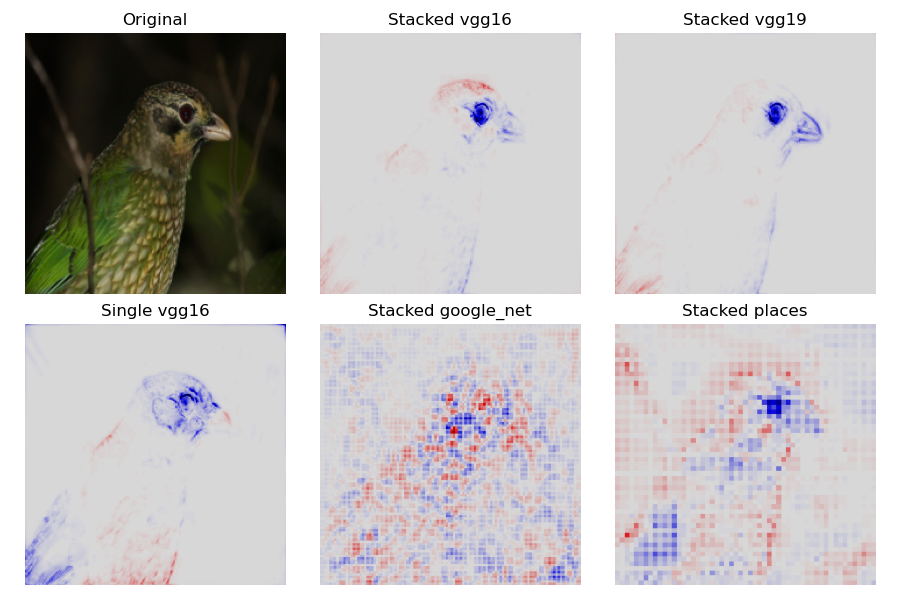 Original
Stacked vgg16
Stacked vgg19
Single vgg16
Stacked google_net
Stacked places